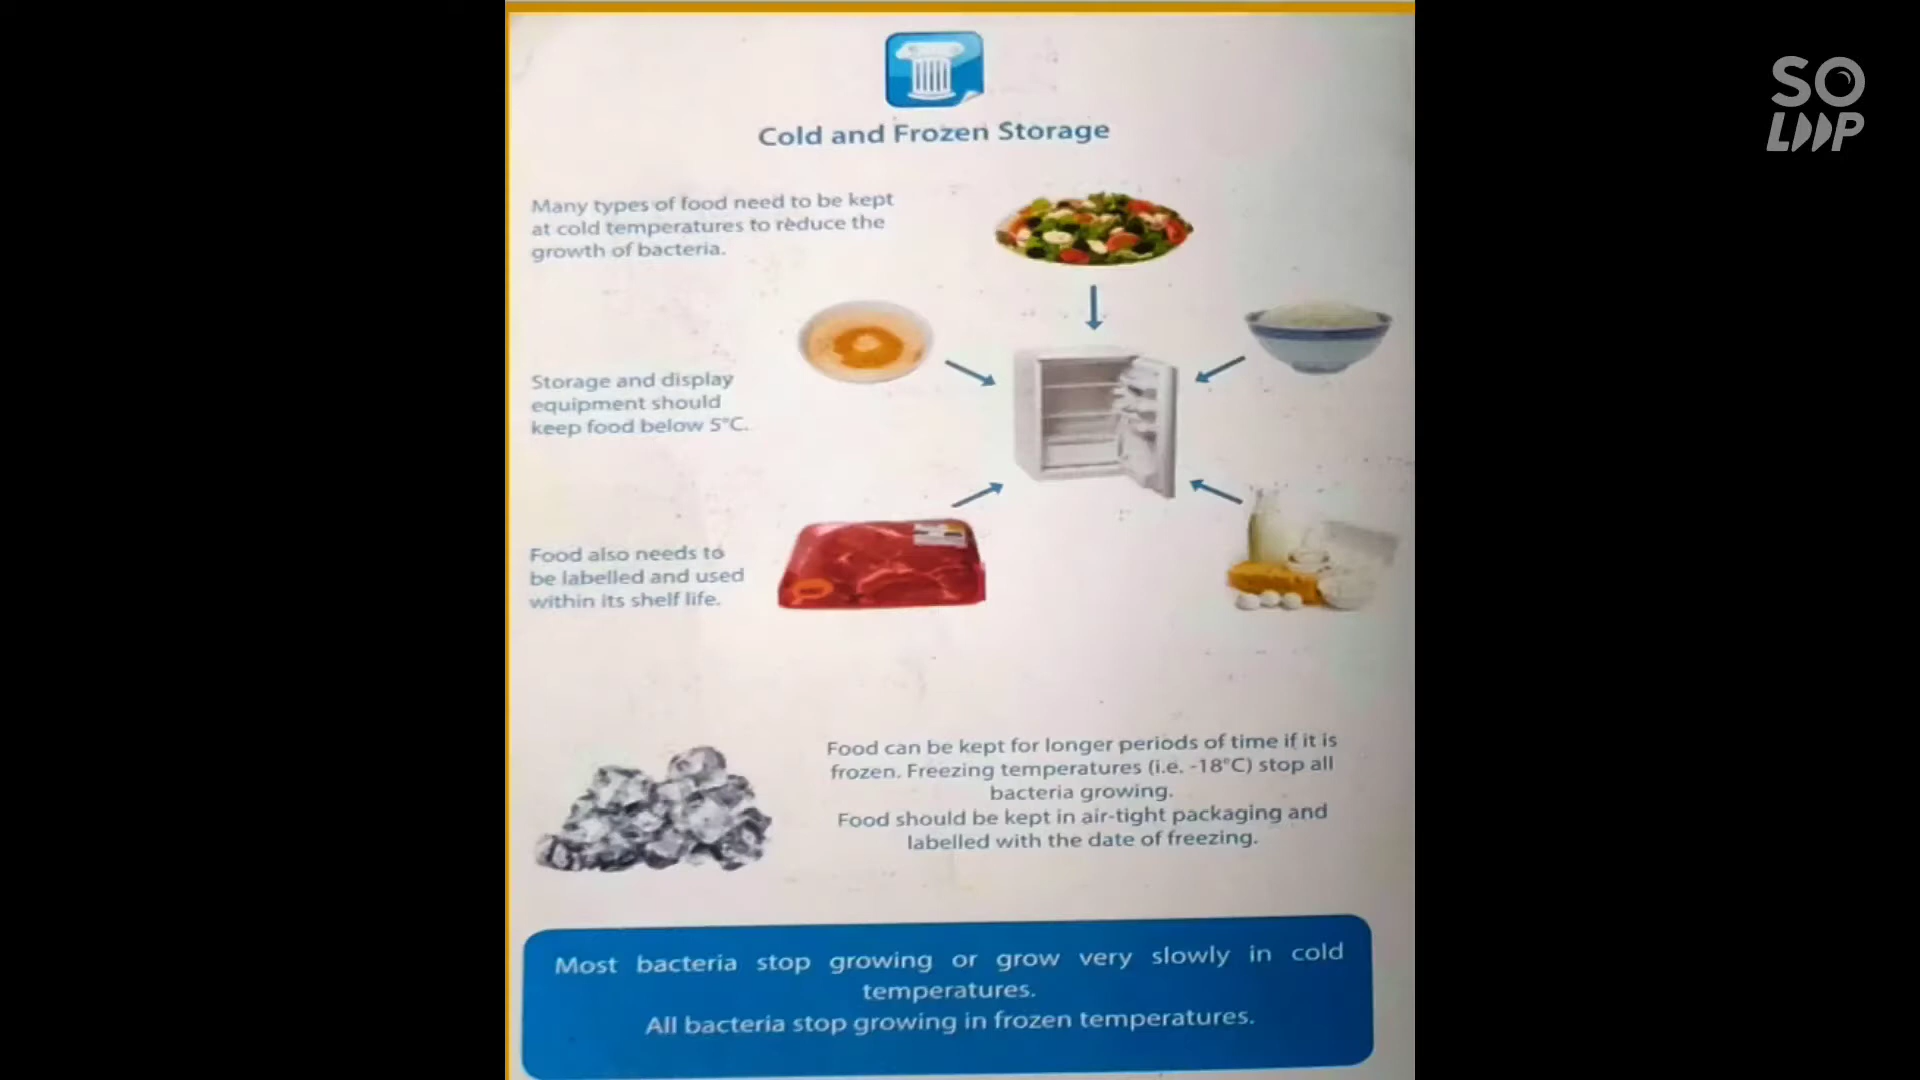 SO
LOOP
Cold and Frozen Storage
Many types of food need to be kept
at cold temperatures to reduce the
growth of bacteria.
Storage and display
equipment should
keep food below 5°C.
Food also needs to
be labelled and used
within its shelf life.
Food can be kept for longer periods of time if it is
frozen. Freezing temperatures (i.e. -18°C) stop all
bacteria growing.
Food should be kept in air-tight packaging and
labelled with the date of freezing.
Most bacteria stop growing or grow very slowly in cold
temperatures.
All bacteria stop growing in frozen temperatures.